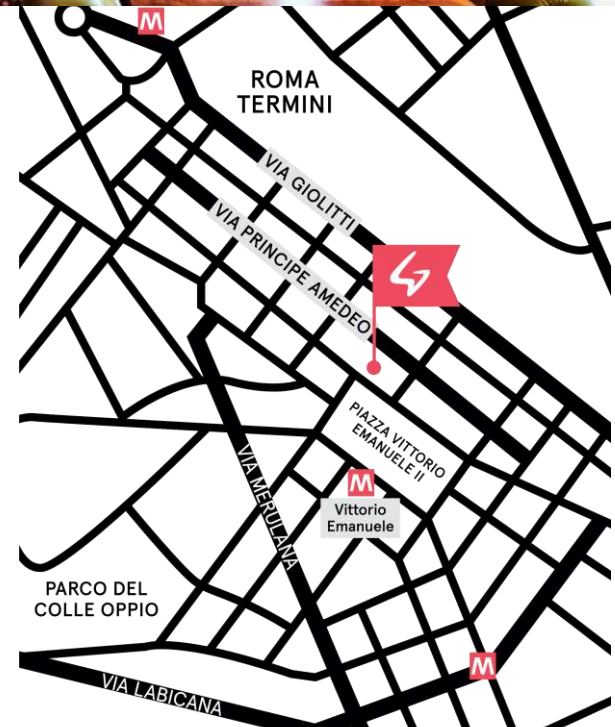 M
ROMA
TERMINI
VIA GIOLITTI
VIA PRINCIPE AMEDEO
PIAZZA VITTORIO
EMANUELE II
M
Vittorio
Emanuele
VIA MERULANA
PARCO DEL
COLLE OPPIO
M
VIA LABICANA